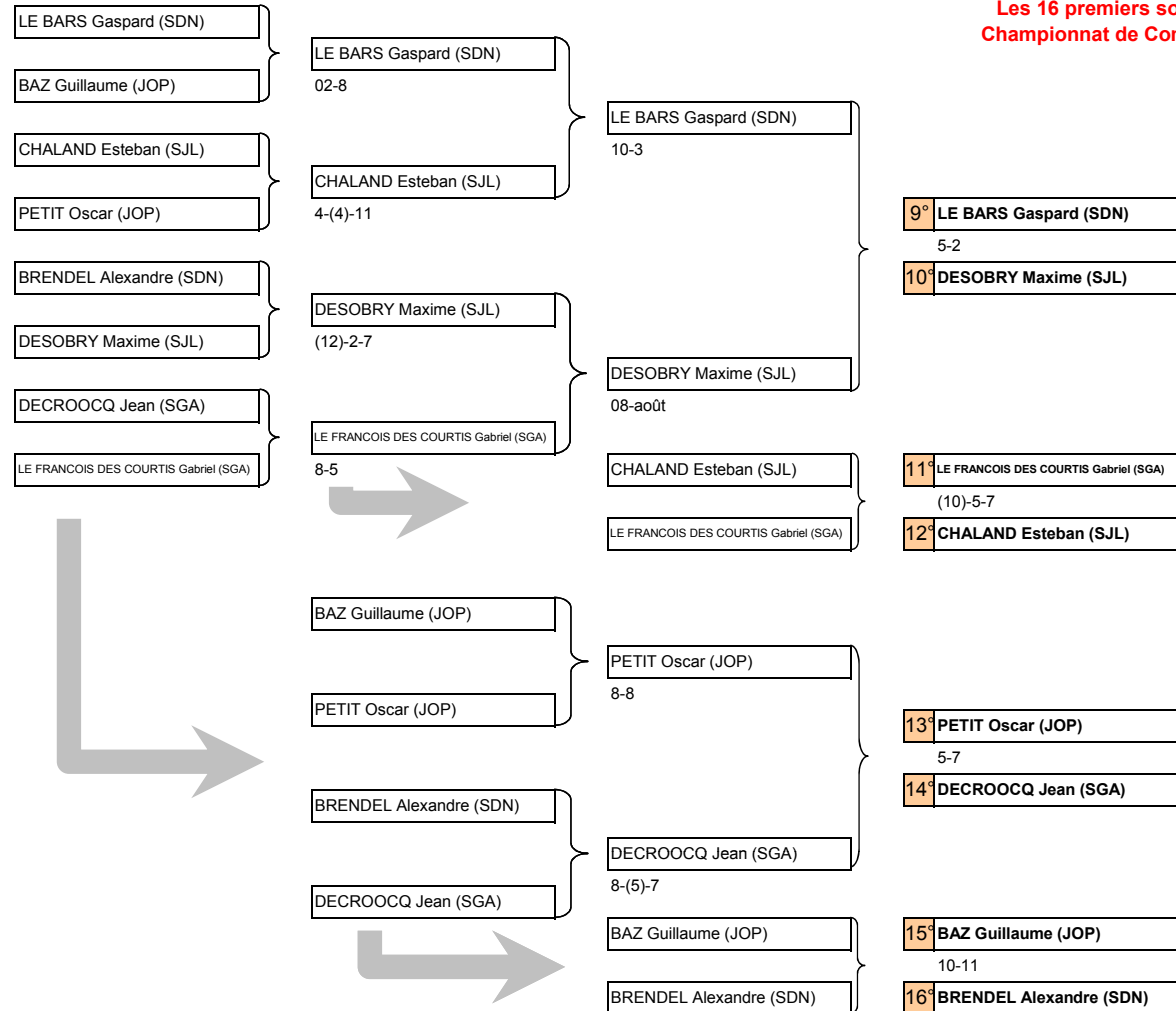 Les 16 premiers so
Championnat de Cor
LE BARS Gaspard (SDN)
BAZ Guillaume (JOP)
CHALAND Esteban (SJL)
PETIT Oscar (JOP)
BRENDEL Alexandre (SDN)
DESOBRY Maxime (SJL)
DECROOCQ Jean (SGA)
LE FRANCOIS DES COURTIS Gabriel (SGA)
LE BARS Gaspard (SDN)
02-8
CHALAND Esteban (SJL)
4-(4)-11
DESOBRY Maxime (SJL)
(12)-2-7
LE FRANCOIS DES COURTIS Gabriel (SGA)
8-5
LE BARS Gaspard (SDN)
10-3
DESOBRY Maxime (SJL)
08-août
CHALAND Esteban (SJL)
LE FRANCOIS DES COURTIS Gabriel (SGA)
9° LE BARS Gaspard (SDN)
5-2
10° DESOBRY Maxime (SJL)
11° LE FRANCOIS DES COURTIS Gabriel (SGA)
(10)-5-7
12° CHALAND Esteban (SJL)
BAZ Guillaume (JOP)
PETIT Oscar (JOP)
BRENDEL Alexandre (SDN)
DECROOCQ Jean (SGA)
PETIT Oscar (JOP)
8-8
DECROOCQ Jean (SGA)
8-(5)-7
BAZ Guillaume (JOP)
BRENDEL Alexandre (SDN)
13° PETIT Oscar (JOP)
5-7
14° DECROOCQ Jean (SGA)
15° BAZ Guillaume (JOP)
10-11
16° BRENDEL Alexandre (SDN)